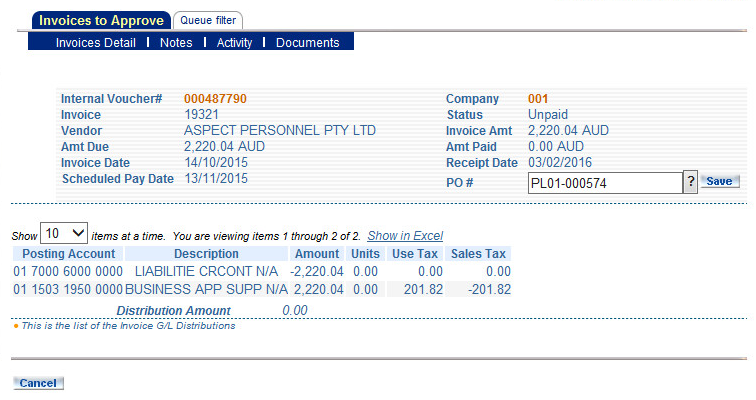 Invoices to Approve Queue filter
Invoices Detail | Notes | Activity | Documents
Internal Voucher# 000487790 Company 001
Invoice 19321 Status Unpaid
Vendor ASPECT PERSONNEL PTY LTD Invoice Amt 2,220.04 AUD
Amt Due 2,220.04 AUD Amt Paid 0.00 AUD
Invoice Date 14/10/2015 Receipt Date 03/02/2016
Scheduled Pay Date 13/11/2015 PO # PL01-000574 ? Save
Show 10 items at a time. You are viewing items 1 through 2 of 2. Show in Excel
Posting Account Description Amount Units Use Tax Sales Tax
01 7000 6000 0000 LIABILITIE CRCONT N/A -2,220.04 0.00 0.00 0.00
01 1503 1950 0000 BUSINESS APP SUPP N/A 2,220.04 0.00 201.82 -201.82
Distribution Amount 0.00
This is the list of the Invoice G/L Distributions
Cancel